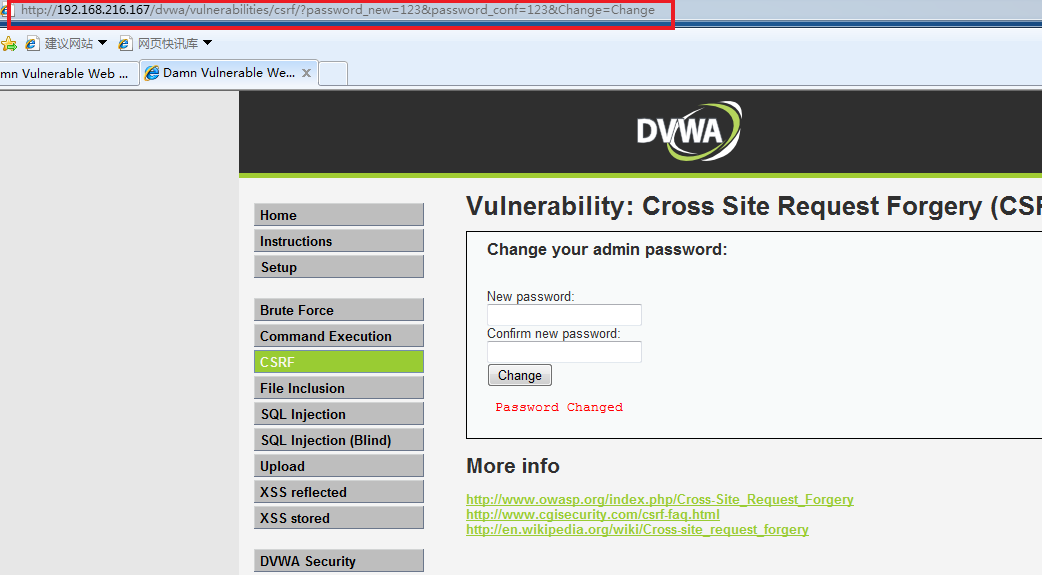 http://192.168.216.167/dvwa/vulnerabilities/csrf/?password_new=123&password_conf=123&Change=Change
建议网站 网页快讯库
mn Vulnerable Web ... Damn Vulnerable We...
DVWA
Home
Instructions
Setup
Brute Force
Command Execution
CSRF
File Inclusion
SQL Injection
SQL Injection (Blind)
Upload
XSS reflected
XSS stored
DVWA Security
Vulnerability: Cross Site Request Forgery (CSRF
Change your admin password:
New password:
Confirm new password:
Change
Password Changed
More info
http://www.owasp.org/index.php/Cross-Site_Request_Forgery
http://www.cgisecurity.com/csrf-faq.html
http://en.wikipedia.org/wiki/Cross-site_request_forgery